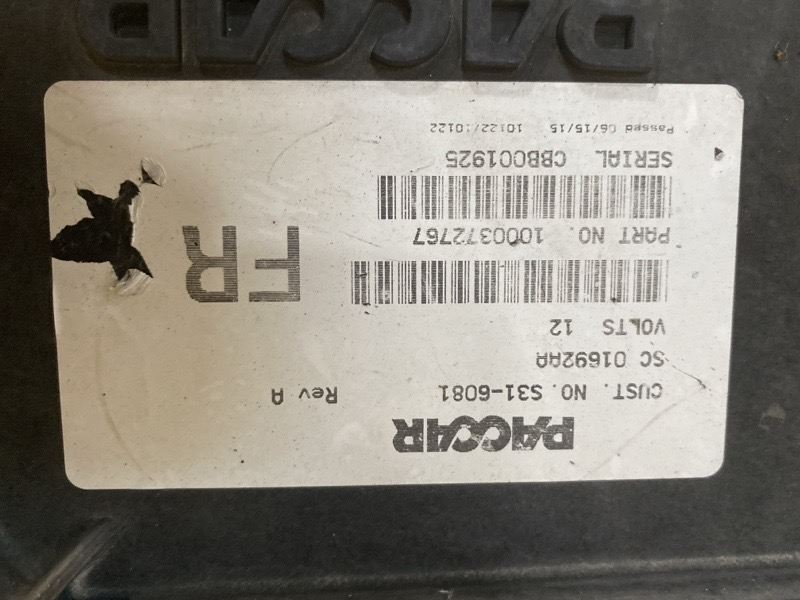 PACCAR
CUST. NO. S31-6081 Rev A
SC 01692AA
VOLTS 12
PART NO. 1000372767
FR
SERIAL CBB001925
Passed 06/15/15 10122/10122
PACCAR